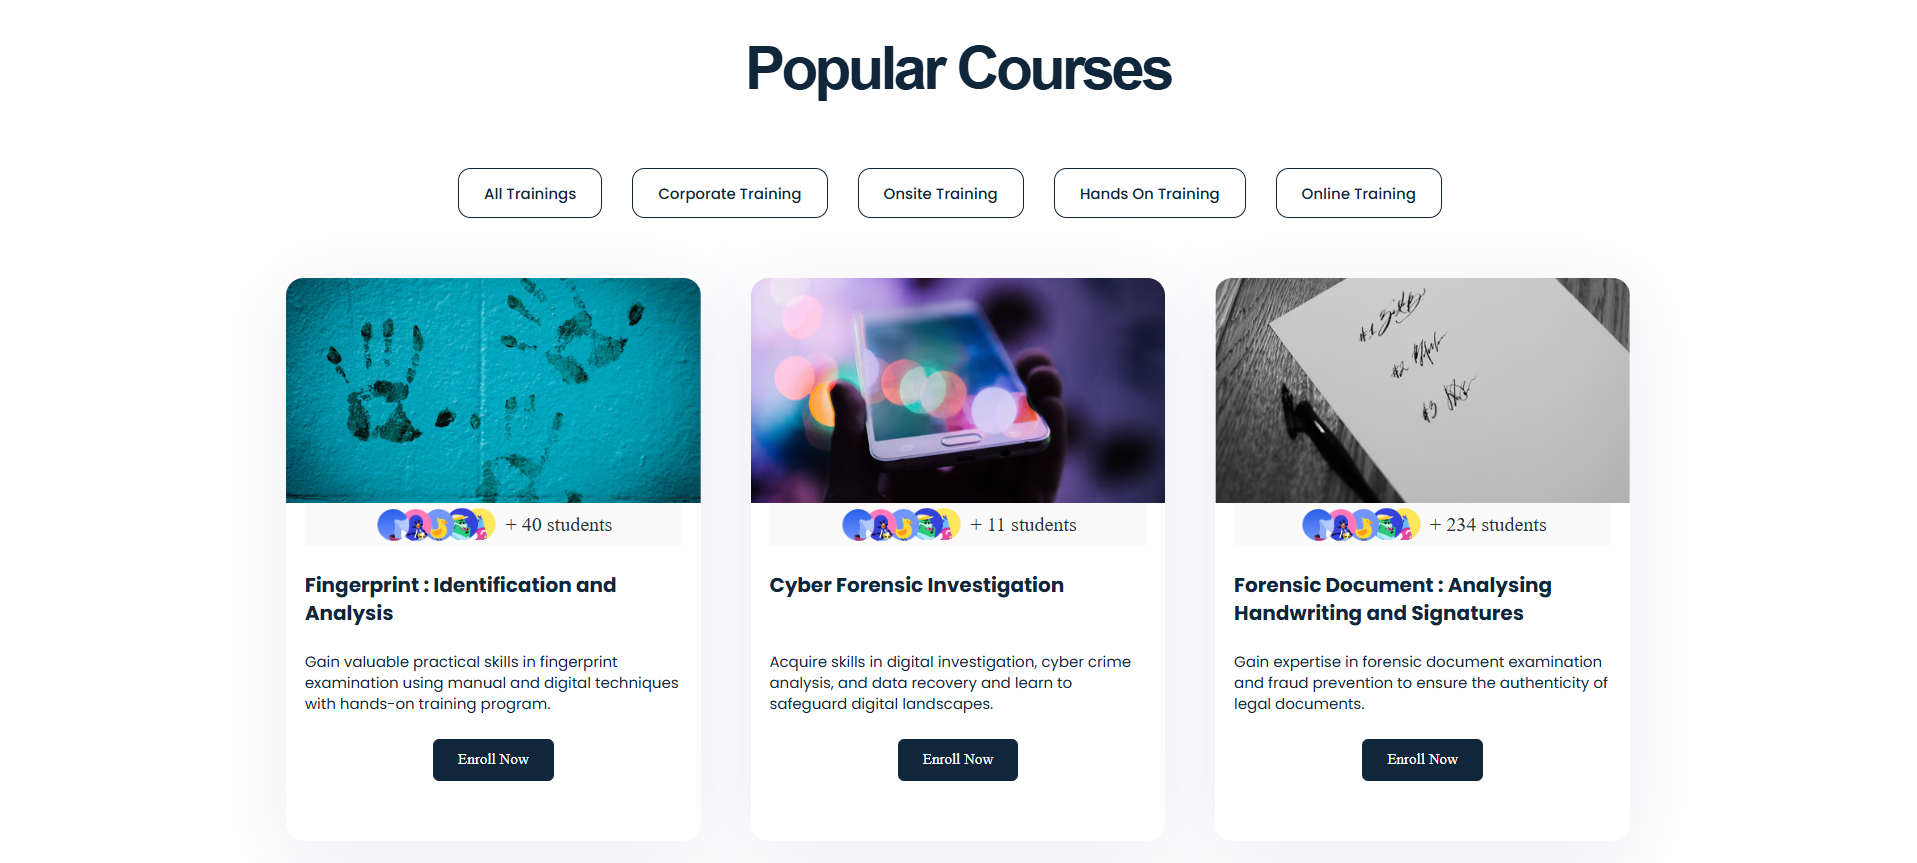 Popular Courses
All Trainings
Corporate Training
Onsite Training
Hands On Training
Online Training
+ 40 students
Fingerprint : Identification and
Analysis
Gain valuable practical skills in fingerprint
examination using manual and digital techniques
with hands-on training program.
Enroll Now
+ 11 students
Cyber Forensic Investigation
Acquire skills in digital investigation, cyber crime
analysis, and data recovery and learn to
safeguard digital landscapes.
Enroll Now
#1
#2
#3
+ 234 students
Forensic Document : Analysing
Handwriting and Signatures
Gain expertise in forensic document examination
and fraud prevention to ensure the authenticity of
legal documents.
Enroll Now